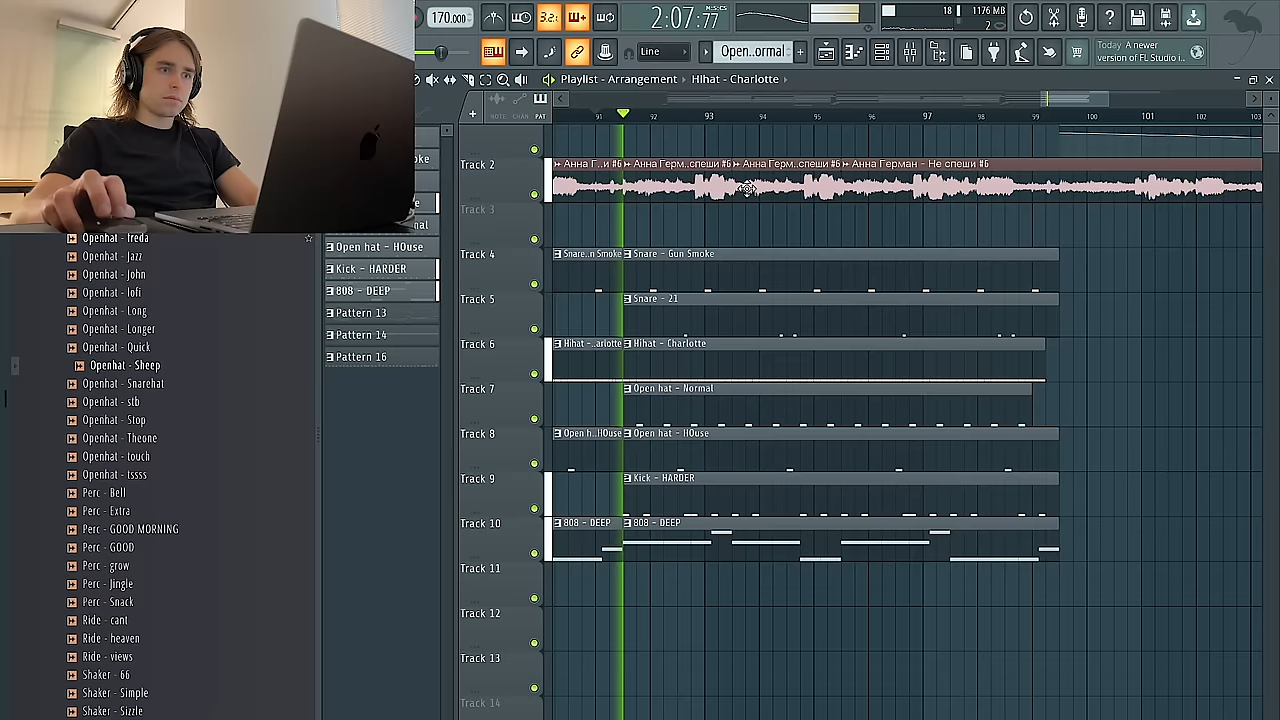 170.000
3.2.
2:07:77
M:S:CS
18
1176 MB
2
Line
Open..ormal
Today A newer
version of FL Studio i...
Playlist - Arrangement
HIhat - Charlotte
NOTE CHAN PAT
91 92 93 94 95 96 97 98 99 100 101 102 103
Track 2
Анна Г..и #6
Анна Герм..спеши #6
Анна Герм..спеши #6
Анна Герман - Не спеши #6
Track 3
Track 4
Snare..n Smoke
Snare - Gun Smoke
Track 5
Snare - 21
Track 6
Hihat -..arlotte
HIhat - Charlotte
Track 7
Open hat - Normal
Track 8
Open h..HOuse
Open hat - HOuse
Track 9
Kick - HARDER
Track 10
808 - DEEP
808 - DEEP
Track 11
Track 12
Track 13
Track 14
Open hat - HOuse
Kick - HARDER
808 - DEEP
Pattern 13
Pattern 14
Pattern 16
Openhat - freda
Openhat - jazz
Openhat - john
Openhat - lofi
Openhat - Long
Openhat - Longer
Openhat - Quick
Openhat - Sheep
Openhat - Snarehat
Openhat - stb
Openhat - Stop
Openhat - Theone
Openhat - touch
Openhat - tssss
Perc - Bell
Perc - Extra
Perc - GOOD MORNING
Perc - GOOD
Perc - grow
Perc - Jingle
Perc - Snack
Ride - cant
Ride - heaven
Ride - views
Shaker - 66
Shaker - Simple
Shaker - Sizzle